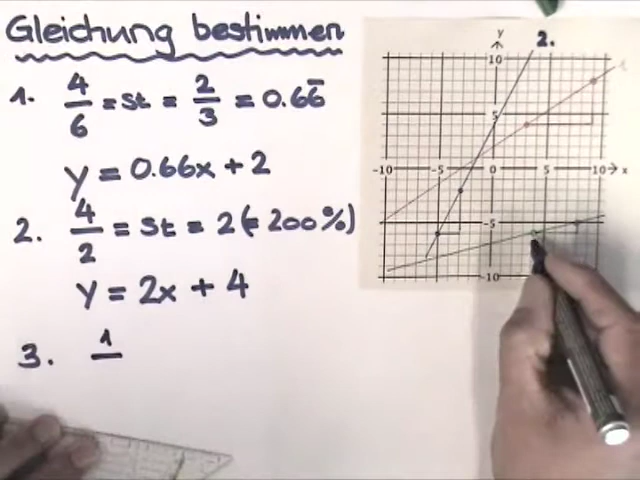 Gleichung bestimmen
1. 4/6 = st = 2/3 = 0.66̅
y = 0.66x + 2
2. 4/2 = st = 2 (= 200%)
y = 2x + 4
3. 1
y 2.
10
5
-10 -5 0 5 10 x
-5
-10